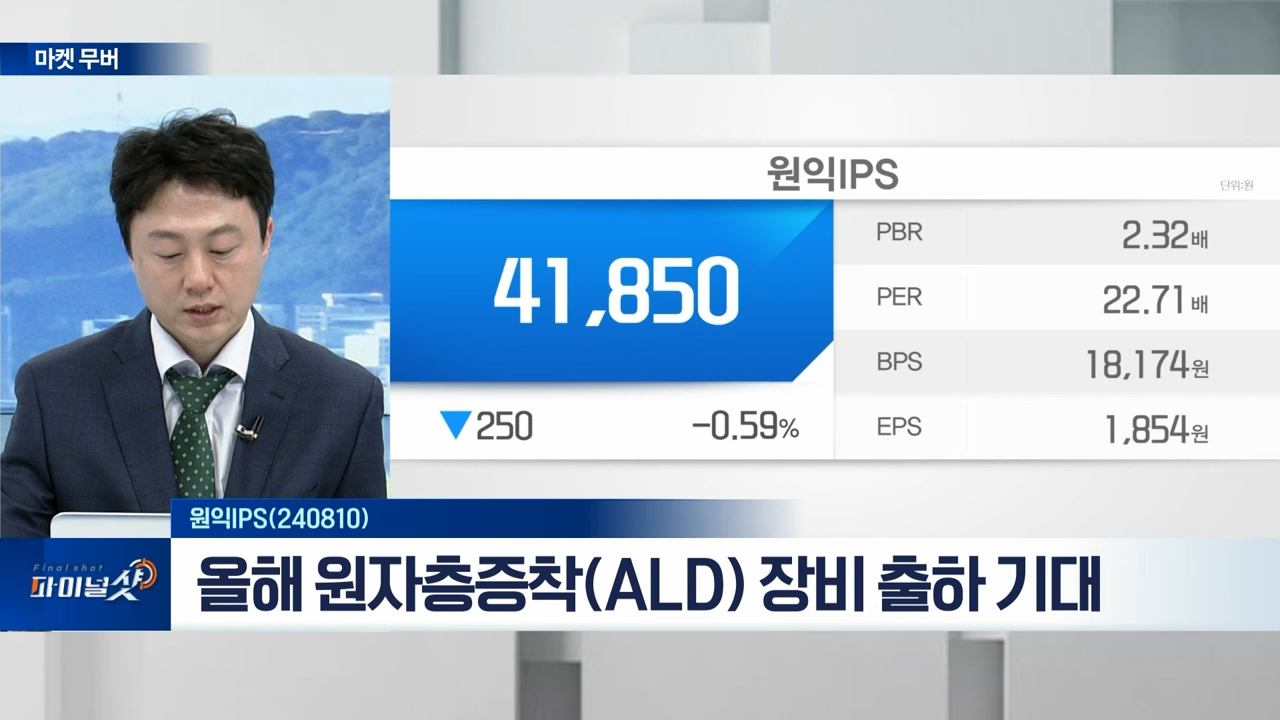 마켓 무버
원익IPS
단위:원
41,850
▼250 -0.59%
PBR 2.32배
PER 22.71배
BPS 18,174원
EPS 1,854원
원익IPS(240810)
Final shot
파이널샷
올해 원자층증착(ALD) 장비 출하 기대